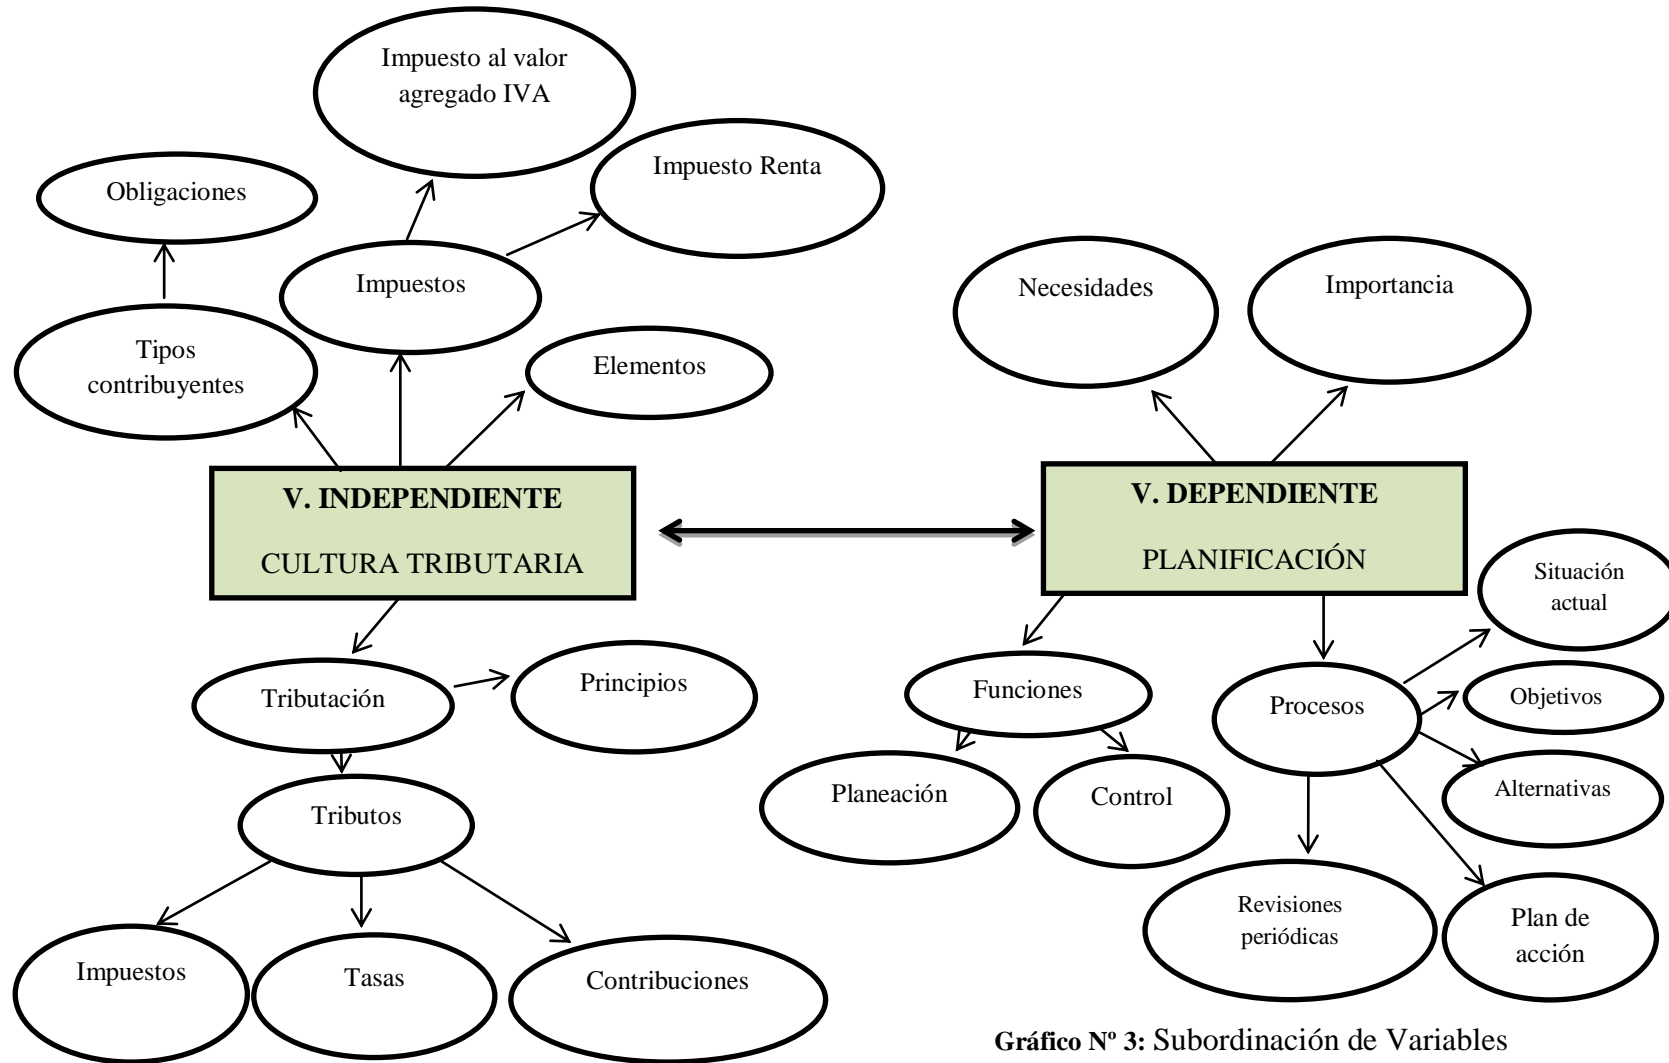 Impuesto al valor
agregado IVA
Impuesto Renta
Obligaciones
Impuestos
Tipos
contribuyentes
Elementos
Necesidades
Importancia
V. INDEPENDIENTE
CULTURA TRIBUTARIA
V. DEPENDIENTE
PLANIFICACIÓN
Situación
actual
Tributación
Principios
Funciones
Procesos
Objetivos
Planeación
Control
Alternativas
Tributos
Revisiones
periódicas
Plan de
acción
Impuestos
Tasas
Contribuciones
Gráfico Nº 3: Subordinación de Variables